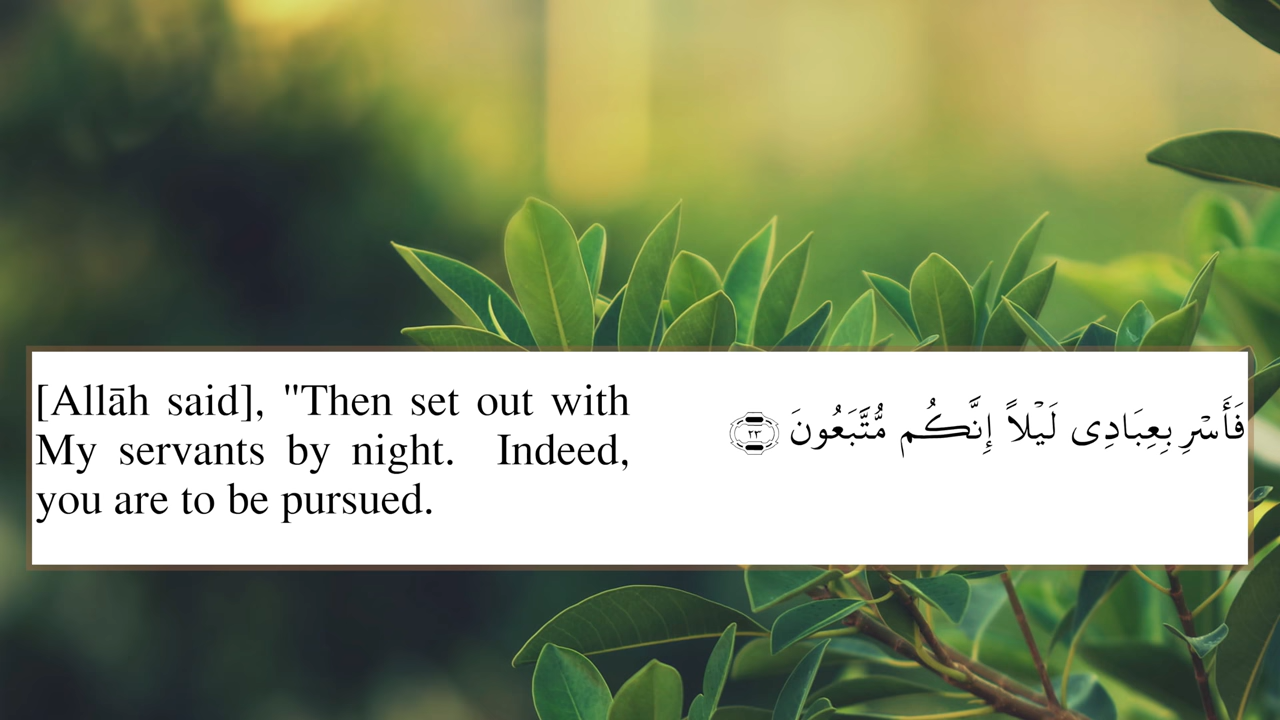 [Allāh said], "Then set out with
My servants by night.  Indeed,
you are to be pursued.
فَأَسْرِ بِعِبَادِى لَيْلاً إِنَّكُم مُّتَّبَعُونَ ٢٣